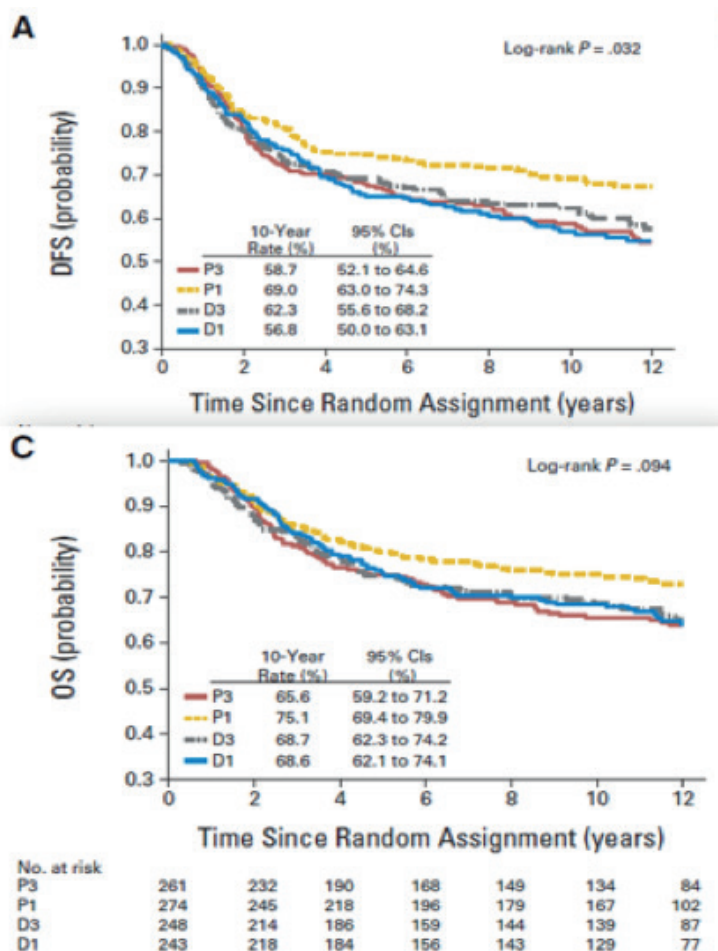 A
Log-rank P = .032
DFS (probability)
1.0
0.9
0.8
0.7
0.6
0.5
0.4
0.3
10-Year 95% CIs
Rate (%) (%)
P3 58.7 52.1 to 64.6
P1 69.0 63.0 to 74.3
D3 62.3 55.6 to 68.2
D1 56.8 50.0 to 63.1
0 2 4 6 8 10 12
Time Since Random Assignment (years)
C
Log-rank P = .094
OS (probability)
1.0
0.9
0.8
0.7
0.6
0.5
0.4
0.3
10-Year 95% CIs
Rate (%) (%)
P3 65.6 59.2 to 71.2
P1 75.1 69.4 to 79.9
D3 68.7 62.3 to 74.2
D1 68.6 62.1 to 74.1
0 2 4 6 8 10 12
Time Since Random Assignment (years)
No. at risk
P3 261 232 190 168 149 134 84
P1 274 245 218 196 179 167 102
D3 248 214 186 159 144 139 87
D1 243 218 184 156 143 129 77